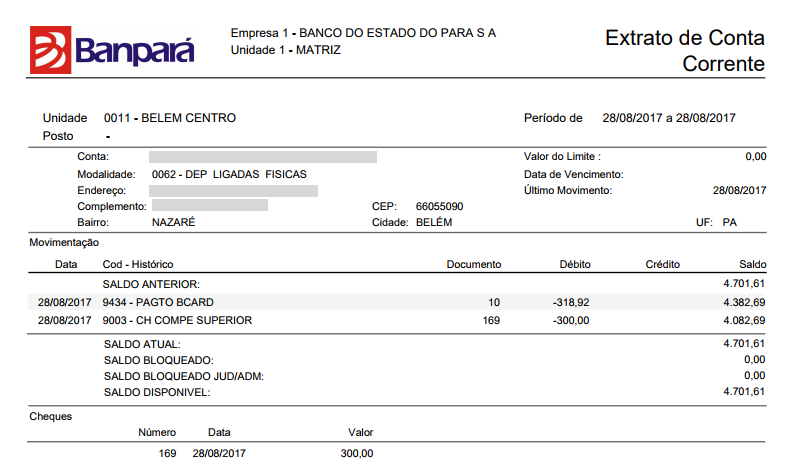 Banpará
Empresa 1 - BANCO DO ESTADO DO PARA S A
Unidade 1 - MATRIZ
Extrato de Conta
Corrente
Unidade 0011 - BELEM CENTRO Período de 28/08/2017 a 28/08/2017
Posto -
Conta: Valor do Limite : 0,00
Modalidade: 0062 - DEP LIGADAS FISICAS Data de Vencimento:
Endereço: Último Movimento: 28/08/2017
Complemento: CEP: 66055090
Bairro: NAZARÉ Cidade: BELÉM UF: PA
Movimentação
Data Cod - Histórico Documento Débito Crédito Saldo
SALDO ANTERIOR: 4.701,61
28/08/2017 9434 - PAGTO BCARD 10 -318,92 4.382,69
28/08/2017 9003 - CH COMPE SUPERIOR 169 -300,00 4.082,69
SALDO ATUAL: 4.701,61
SALDO BLOQUEADO: 0,00
SALDO BLOQUEADO JUD/ADM: 0,00
SALDO DISPONIVEL: 4.701,61
Cheques
Número Data Valor
169 28/08/2017 300,00